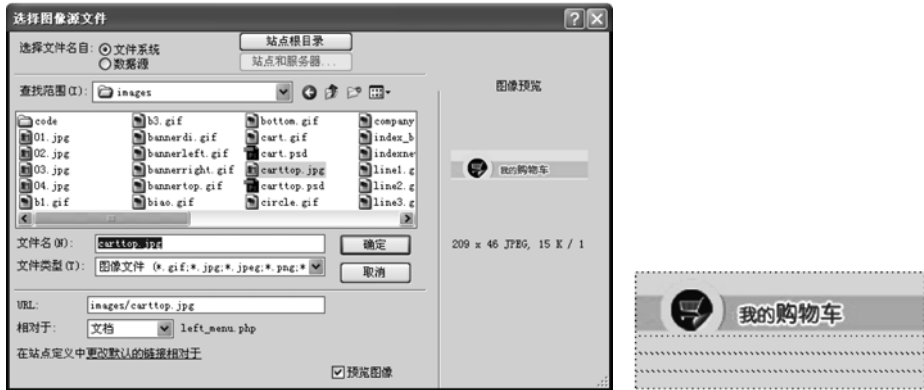 选择图像源文件
选择文件名自: 文件系统 站点根目录
数据源 站点和服务器...
查找范围(I): images
图像预览
code b3.gif bottom.gif company
01.jpg bannerdi.gif cart.gif index_b
02.jpg bannerleft.gif cart.psd indexne
03.jpg bannerright.gif carttop.jpg line1.g
04.jpg bannertop.gif carttop.psd line2.g
b1.gif biao.gif circle.gif line3.g
我的购物车
文件名(N): carttop.jpg 确定
209 x 46 JPEG, 15 K / 1
文件类型(T): 图像文件 (*.gif;*.jpg;*.jpeg;*.png;* 取消
URL: images/carttop.jpg
相对于: 文档 left_menu.php
在站点定义中更改默认的链接相对于
预览图像
我的购物车